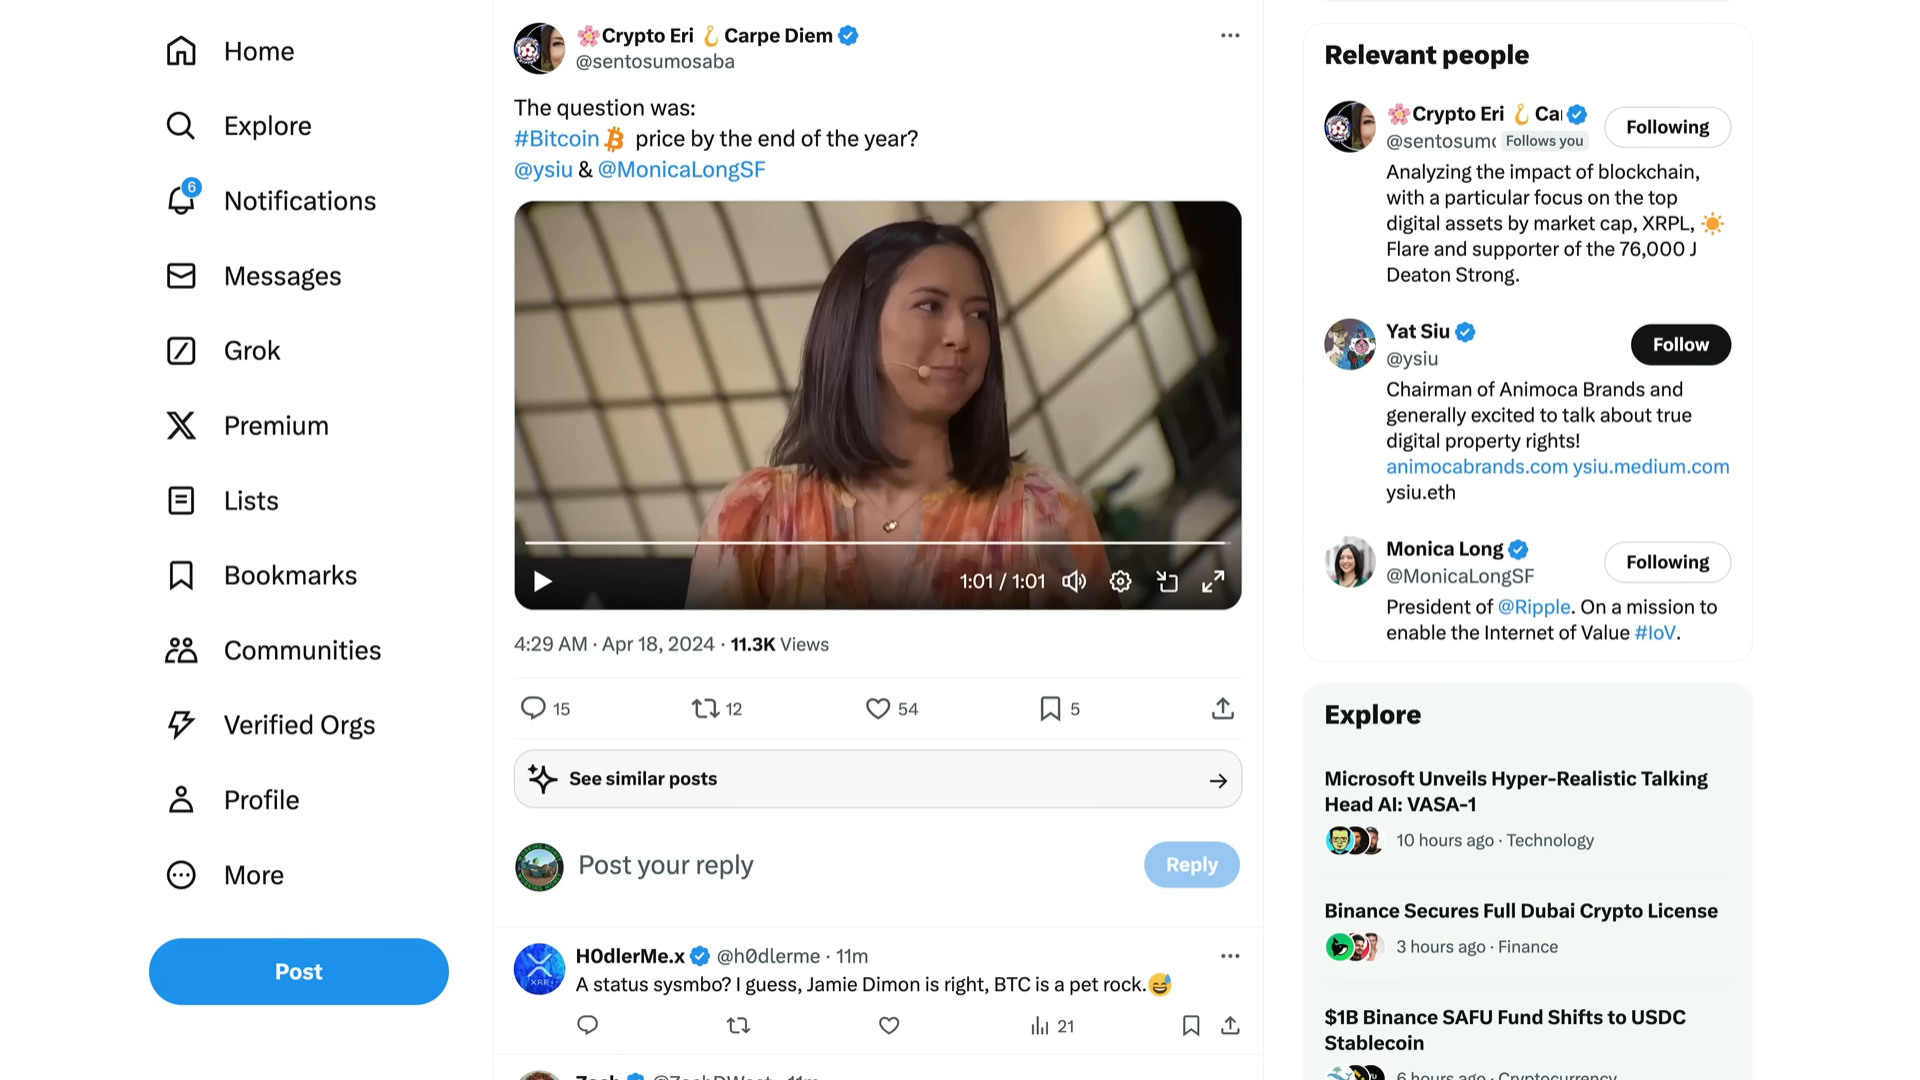 Home
Explore
6
Notifications
Messages
Grok
Premium
Lists
Bookmarks
Communities
Verified Orgs
Profile
More
Post
🌸Crypto Eri 🪝Carpe Diem
@sentosumosaba
The question was:
#Bitcoin price by the end of the year?
@ysiu & @MonicaLongSF
1:01 / 1:01
4:29 AM · Apr 18, 2024 · 11.3K Views
15 12 54 5
See similar posts
Post your reply
Reply
H0dlerMe.x @h0dlerme · 11m
A status sysmbo? I guess, Jamie Dimon is right, BTC is a pet rock.😅
21
Relevant people
🌸Crypto Eri 🪝Ca
@sentosum Follows you
Following
Analyzing the impact of blockchain,
with a particular focus on the top
digital assets by market cap, XRPL, ☀️
Flare and supporter of the 76,000 J
Deaton Strong.
Yat Siu
@ysiu
Follow
Chairman of Animoca Brands and
generally excited to talk about true
digital property rights!
animocabrands.com ysiu.medium.com
ysiu.eth
Monica Long
@MonicaLongSF
Following
President of @Ripple. On a mission to
enable the Internet of Value #IoV.
Explore
Microsoft Unveils Hyper-Realistic Talking
Head AI: VASA-1
10 hours ago · Technology
Binance Secures Full Dubai Crypto License
3 hours ago · Finance
$1B Binance SAFU Fund Shifts to USDC
Stablecoin
6 hours ago · Cryptocurrency